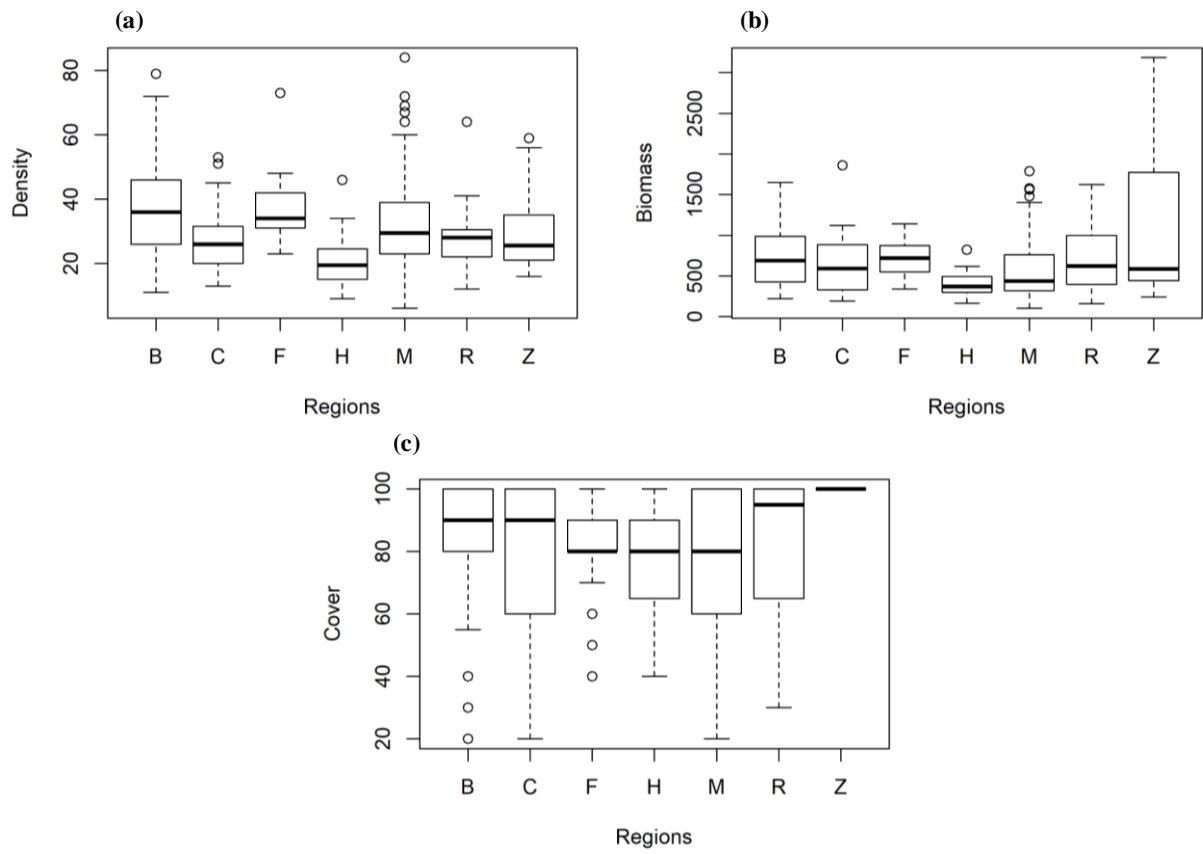 (a)
Density
20 40 60 80
B C F H M R Z
Regions
(b)
Biomass
0 500 1500 2500
B C F H M R Z
Regions
(c)
Cover
20 40 60 80 100
B C F H M R Z
Regions